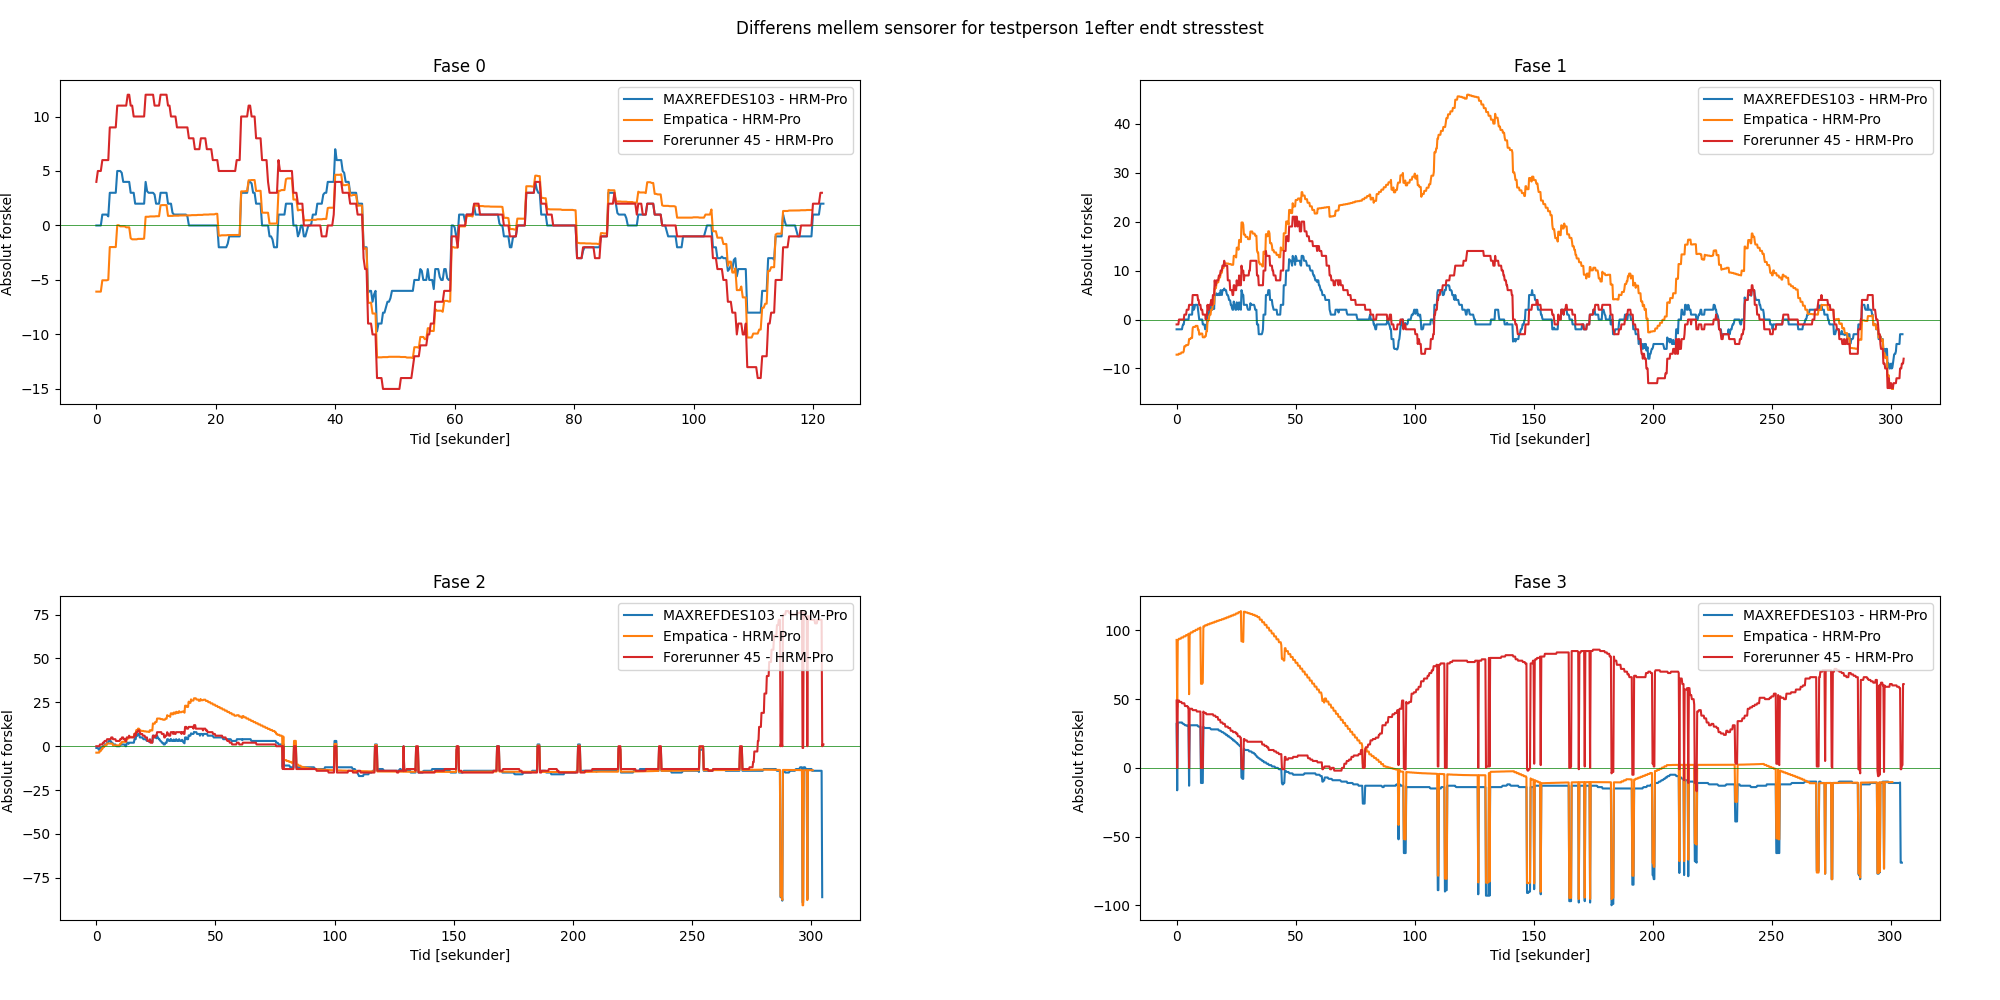 Differens mellem sensorer for testperson 1efter endt stresstest
Fase 0
MAXREFDES103 - HRM-Pro
Empatica - HRM-Pro
Forerunner 45 - HRM-Pro
10
5
0
−5
−10
−15
Absolut forskel
0 20 40 60 80 100 120
Tid [sekunder]
Fase 1
MAXREFDES103 - HRM-Pro
Empatica - HRM-Pro
Forerunner 45 - HRM-Pro
40
30
20
10
0
−10
Absolut forskel
0 50 100 150 200 250 300
Tid [sekunder]
Fase 2
MAXREFDES103 - HRM-Pro
Empatica - HRM-Pro
Forerunner 45 - HRM-Pro
75
50
25
0
−25
−50
−75
Absolut forskel
0 50 100 150 200 250 300
Tid [sekunder]
Fase 3
MAXREFDES103 - HRM-Pro
Empatica - HRM-Pro
Forerunner 45 - HRM-Pro
100
50
0
−50
−100
Absolut forskel
0 50 100 150 200 250 300
Tid [sekunder]